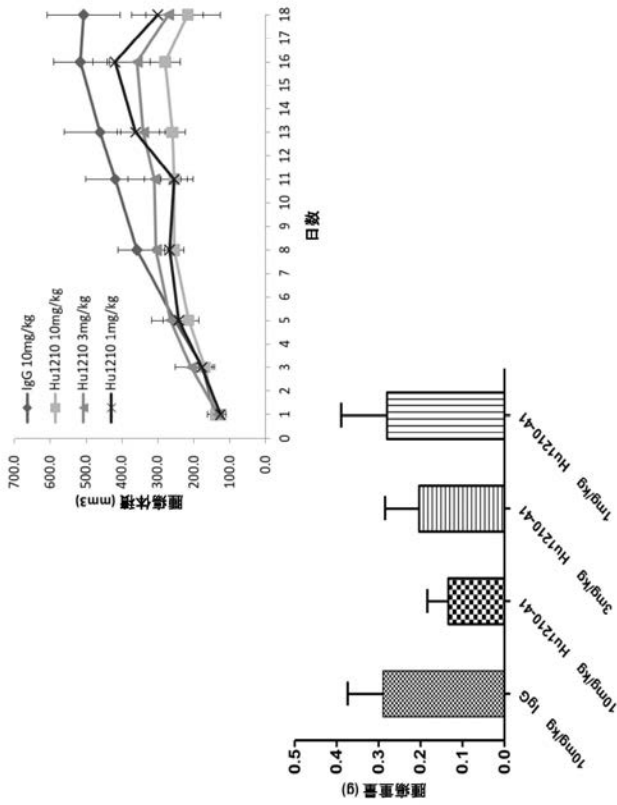 700.0
600.0
500.0
400.0
300.0
200.0
100.0
0.0
腫瘍体積 (mm3)
IgG 10mg/kg
Hu1210 10mg/kg
Hu1210 3mg/kg
Hu1210 1mg/kg
0 1 2 3 4 5 6 7 8 9 10 11 12 13 14 15 16 17 18
日数
0.5
0.4
0.3
0.2
0.1
0.0
腫瘍重量 (g)
IgG
10mg/kg
Hu1210-41
10mg/kg
Hu1210-41
3mg/kg
Hu1210-41
1mg/kg